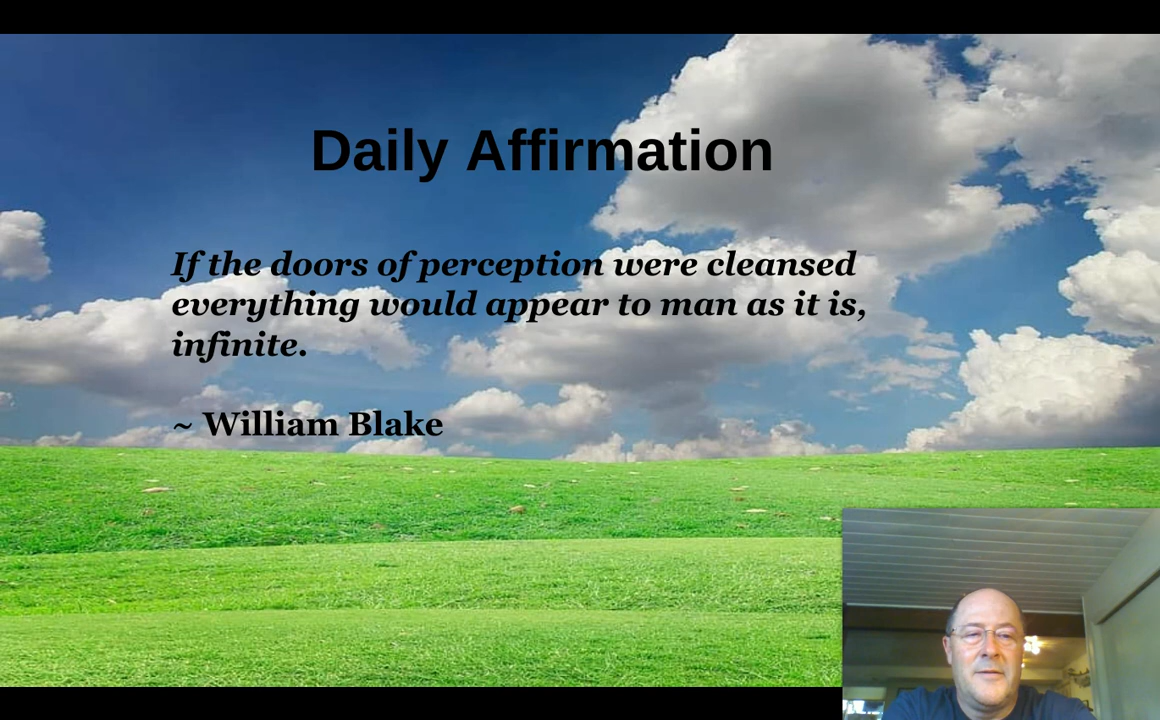 Daily Affirmation
If the doors of perception were cleansed
everything would appear to man as it is,
infinite.
~ William Blake